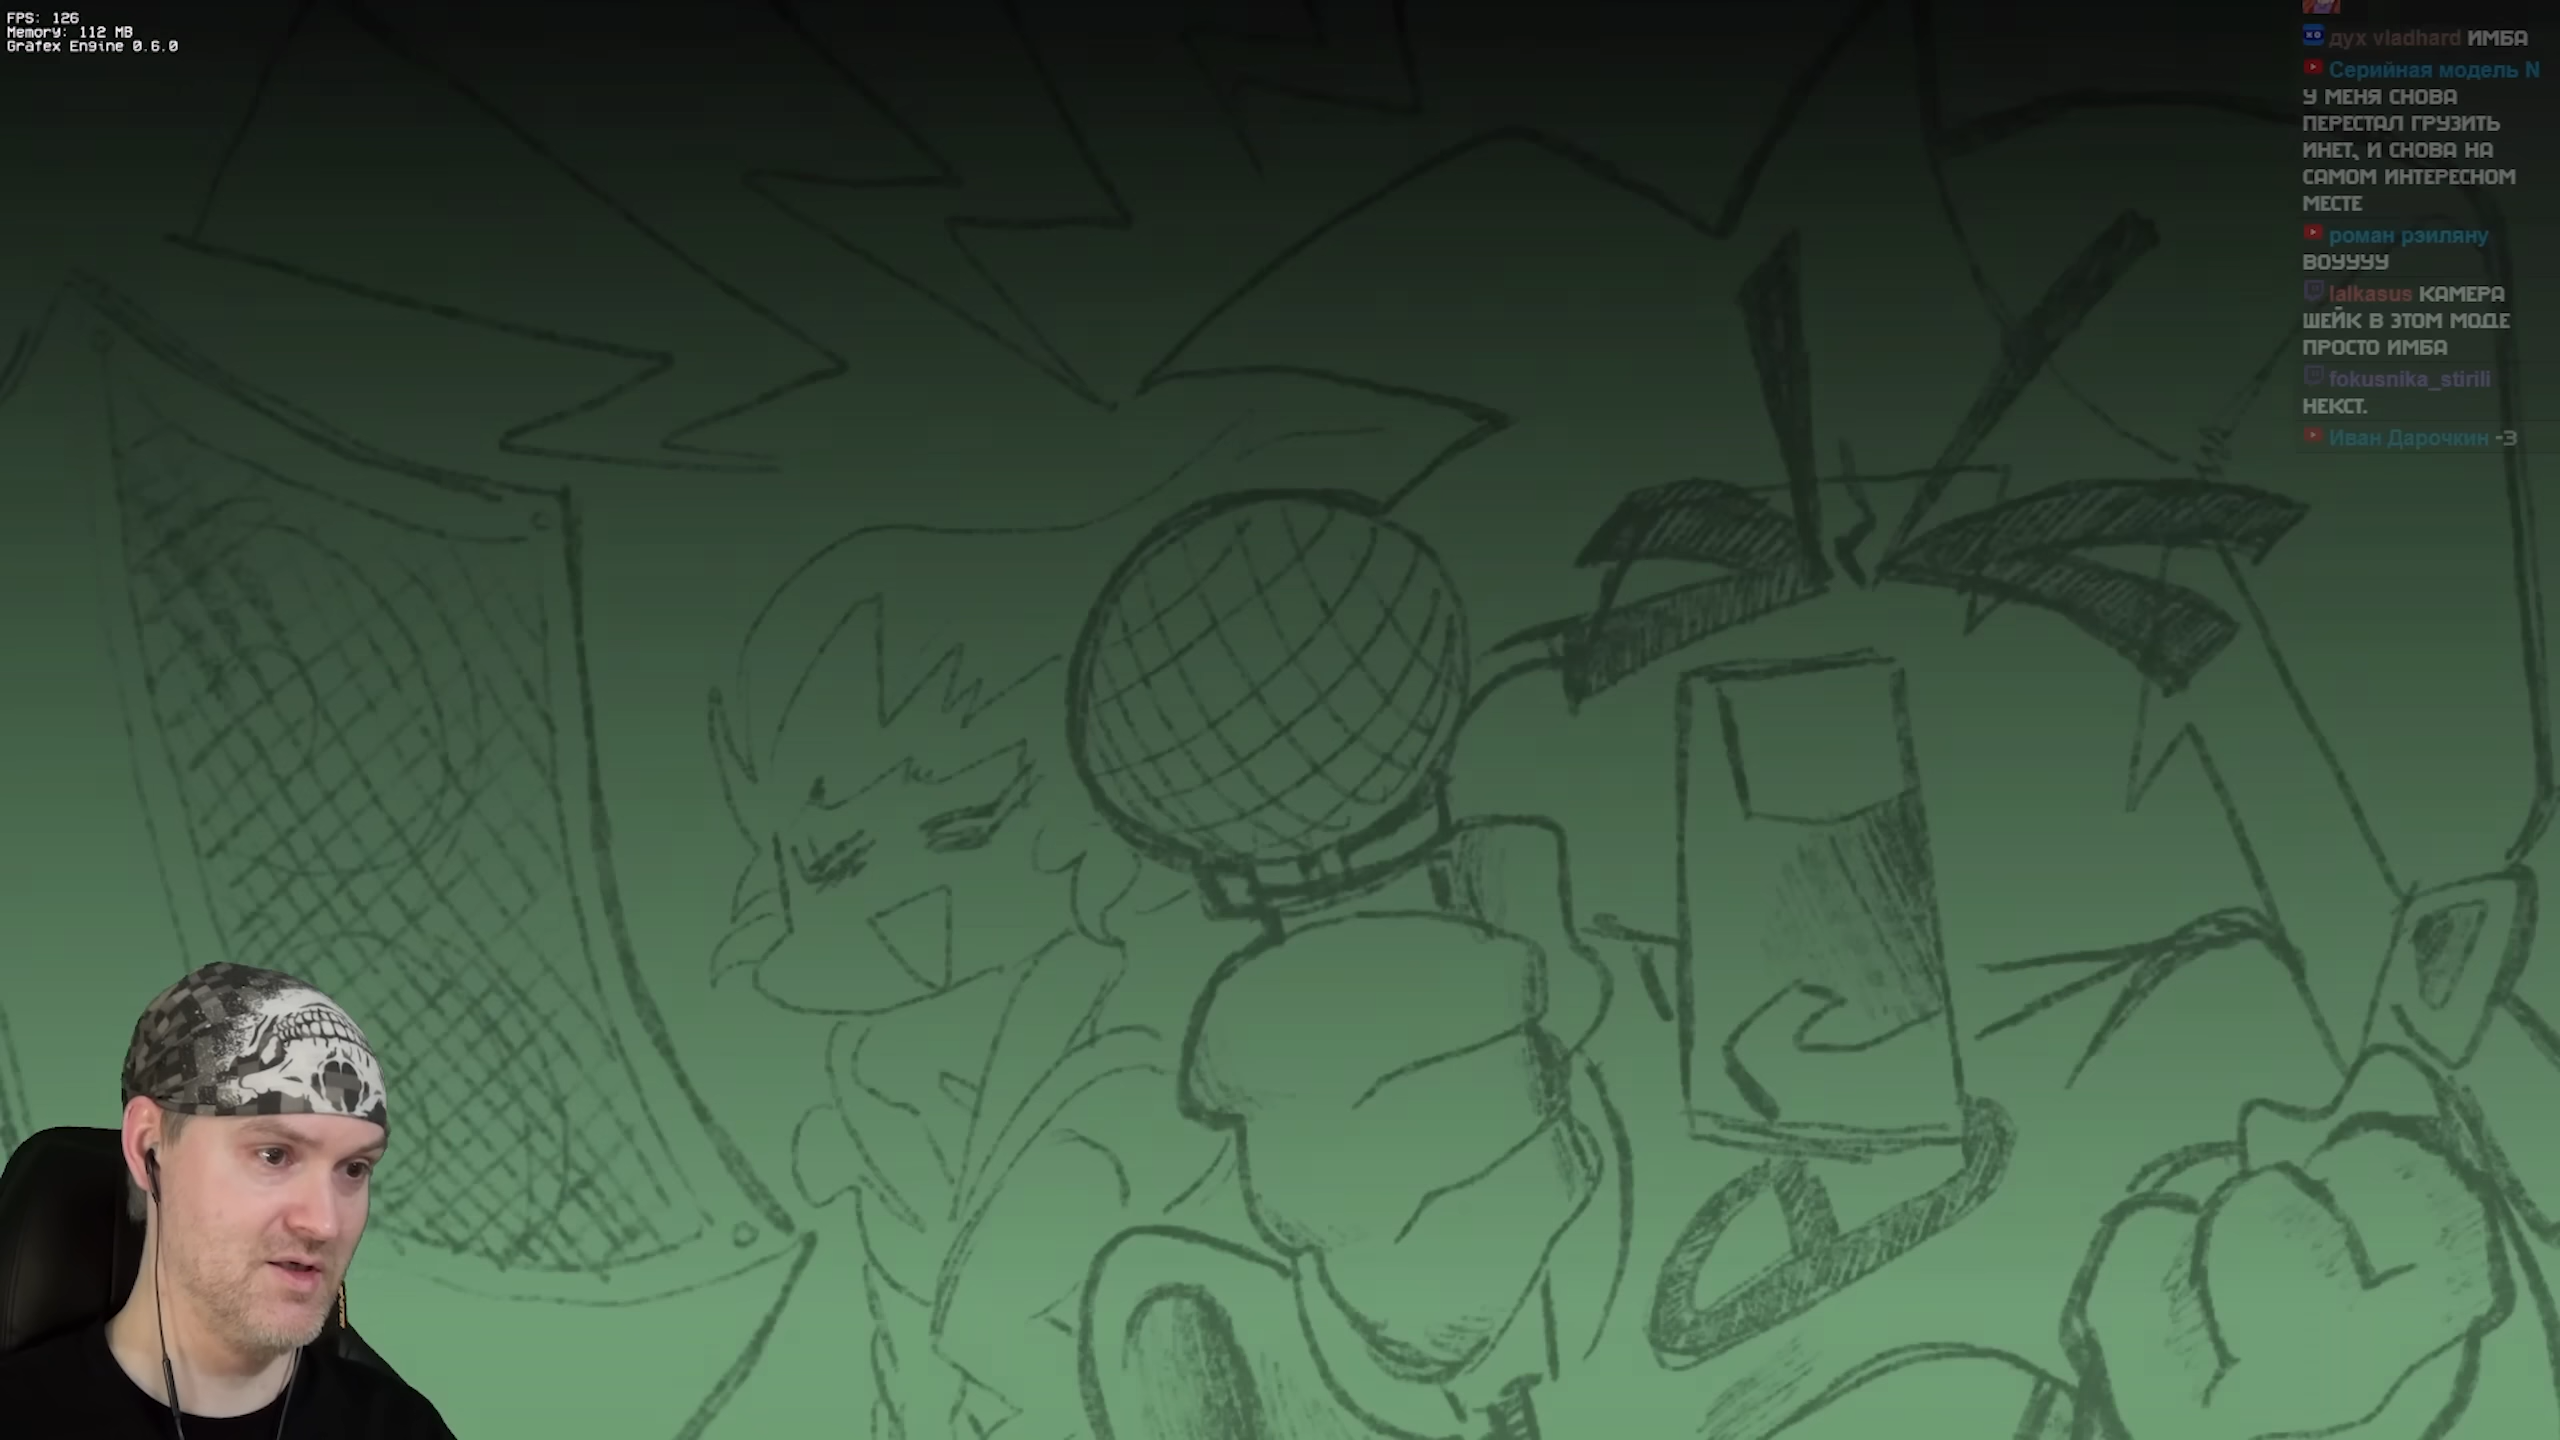 FPS: 126
Memory: 112 MB
Grafex Engine 0.6.0
дух vladhard ИМБА
Серийная модель N
У МЕНЯ СНОВА
ПЕРЕСТАЛ ГРУЗИТЬ
ИНЕТ, И СНОВА НА
САМОМ ИНТЕРЕСНОМ
МЕСТЕ
роман рэиляну
ВОУУУУ
lalkasus КАМЕРА
ШЕЙК В ЭТОМ МОДЕ
ПРОСТО ИМБА
fokusnika_stirili
НЕКСТ.
Иван Дарочкин -3